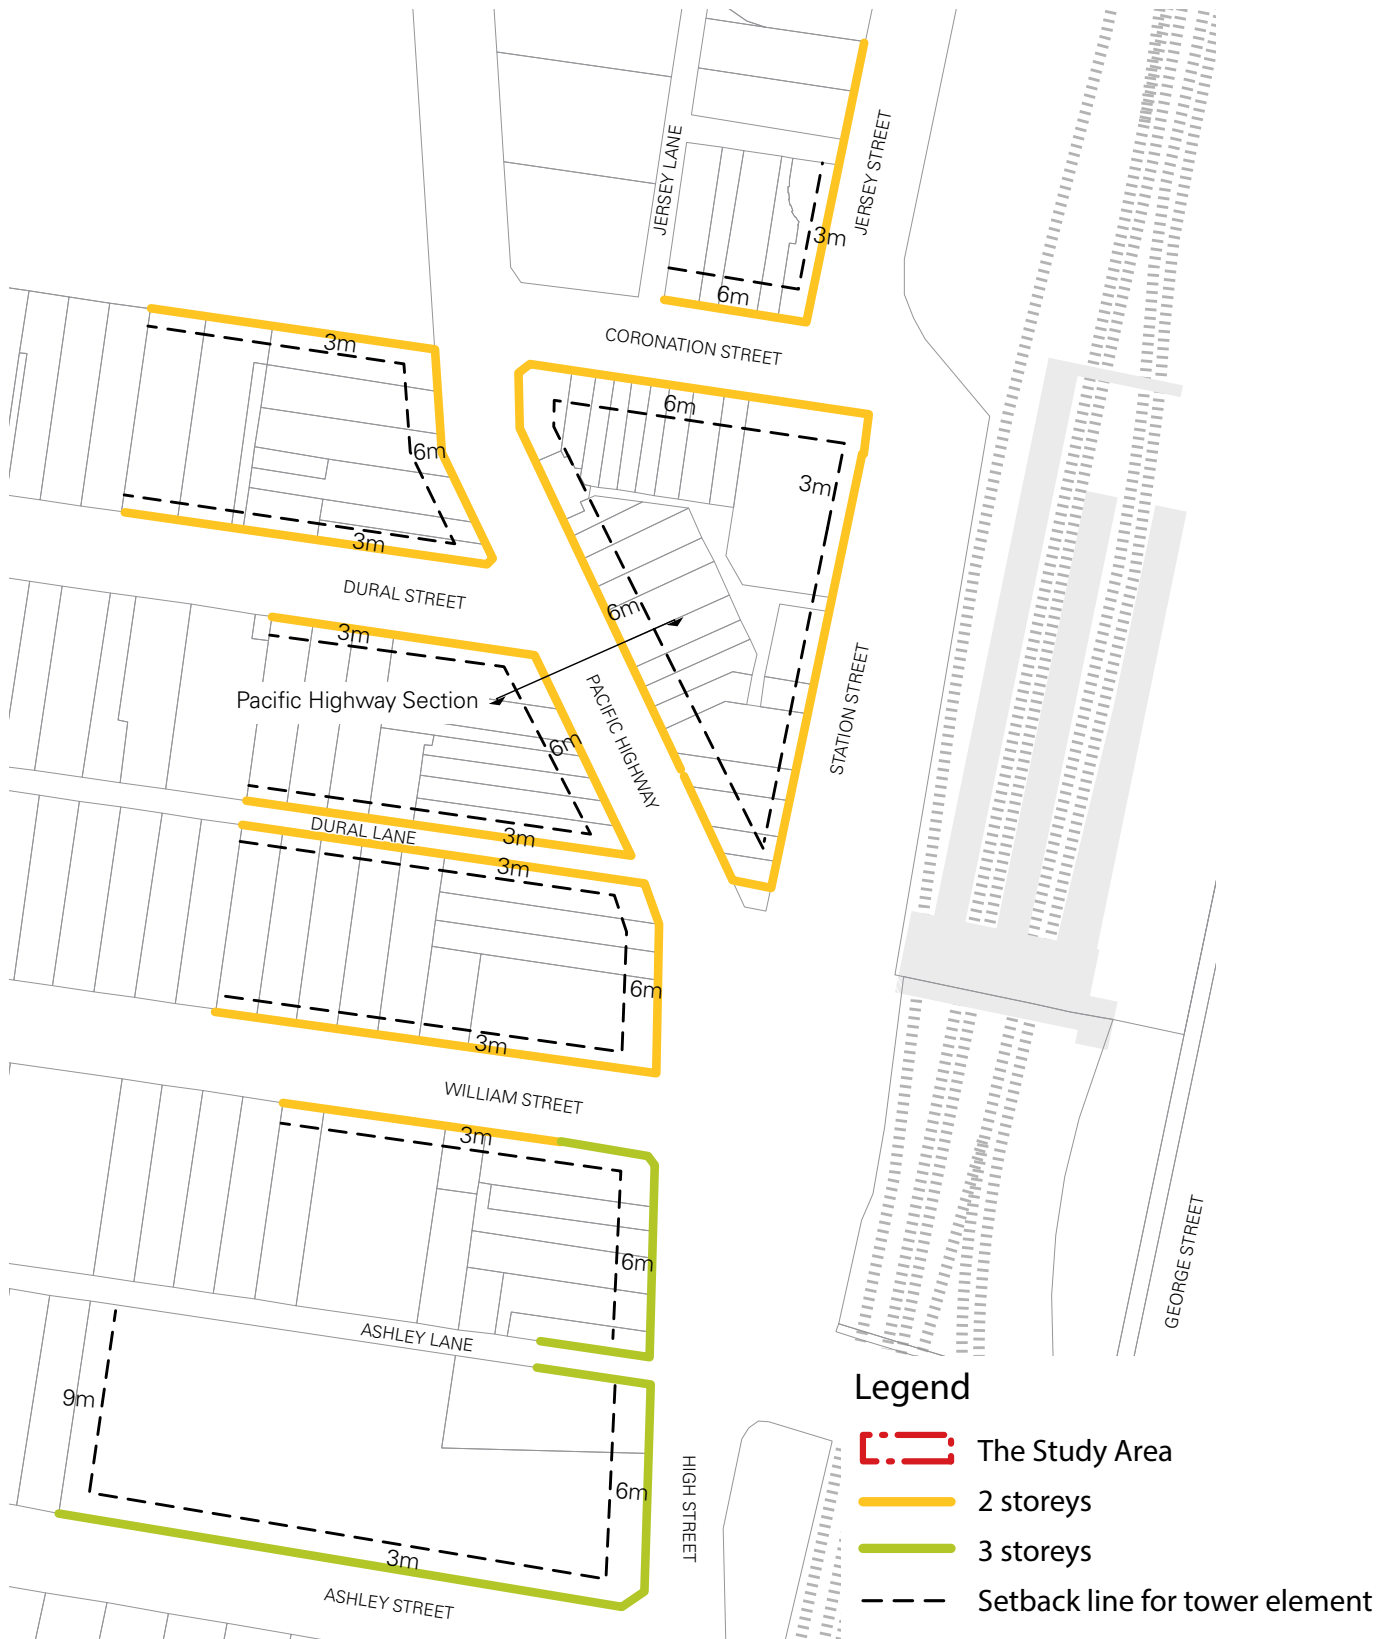 JERSEY LANE
JERSEY STREET
3m
6m
CORONATION STREET
3m
6m
3m
6m
3m
6m
DURAL STREET
3m
Pacific Highway Section
6m
PACIFIC HIGHWAY
STATION STREET
DURAL LANE
3m
3m
6m
3m
WILLIAM STREET
3m
6m
ASHLEY LANE
9m
6m
HIGH STREET
3m
ASHLEY STREET
GEORGE STREET
Legend
The Study Area
2 storeys
3 storeys
Setback line for tower element